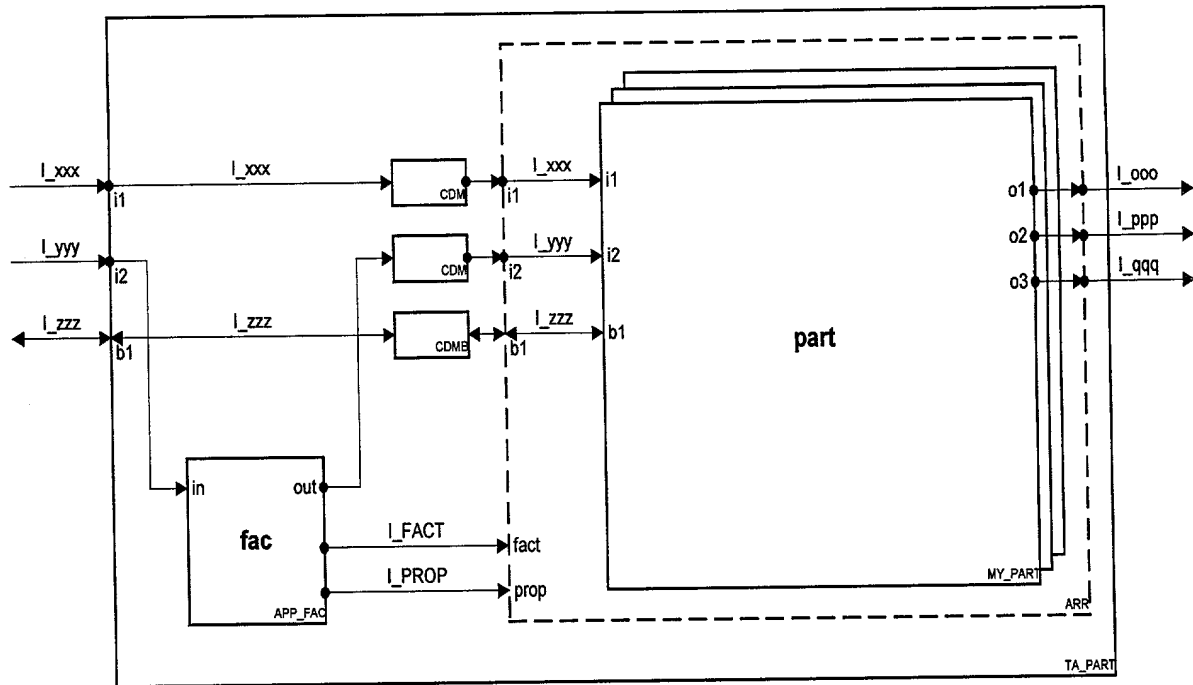 I_xxx
I_xxx
I_xxx
i1
CDM
i1
i1
o1
I_ooo
I_yyy
I_yyy
i2
CDM
i2
i2
o2
I_ppp
o3
I_qqq
I_zzz
I_zzz
I_zzz
b1
CDMB
b1
b1
part
in
out
fac
I_FACT
fact
I_PROP
prop
APP_FAC
MY_PART
ARR
TA_PART